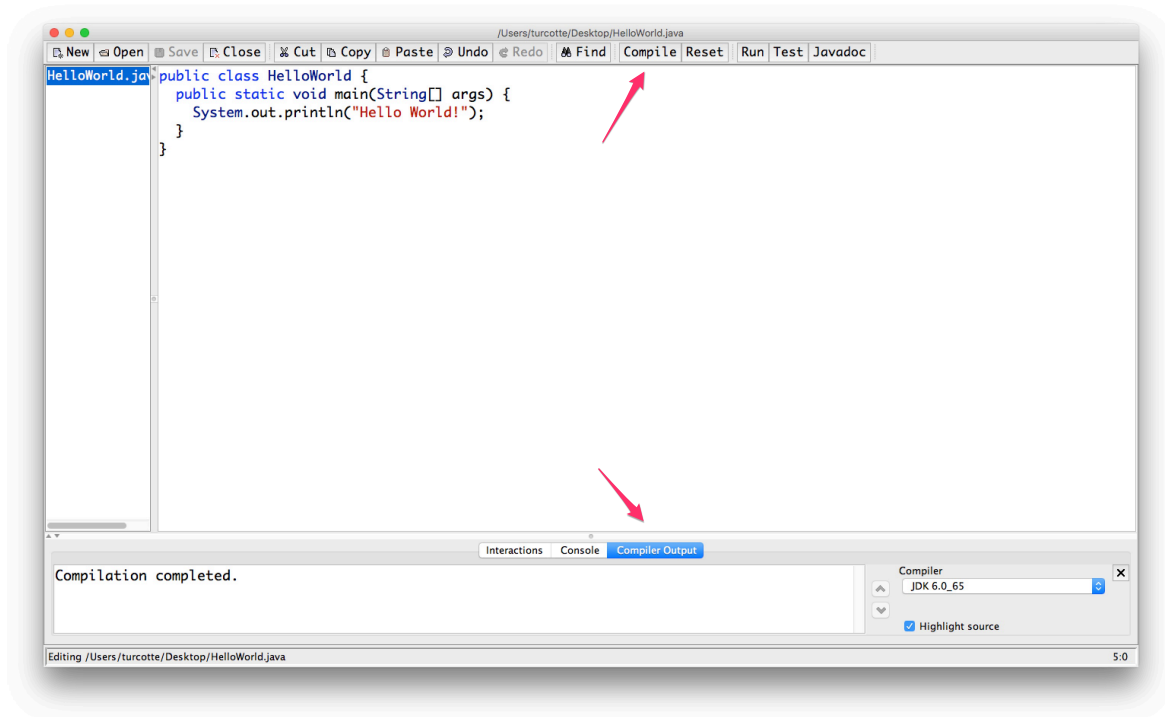 /Users/turcotte/Desktop/HelloWorld.java
New Open Save Close Cut Copy Paste Undo Redo Find Compile Reset Run Test Javadoc
HelloWorld.jav
public class HelloWorld {
  public static void main(String[] args) {
    System.out.println("Hello World!");
  }
}
Interactions Console Compiler Output
Compilation completed.
Compiler
JDK 6.0_65
Highlight source
Editing /Users/turcotte/Desktop/HelloWorld.java 5:0